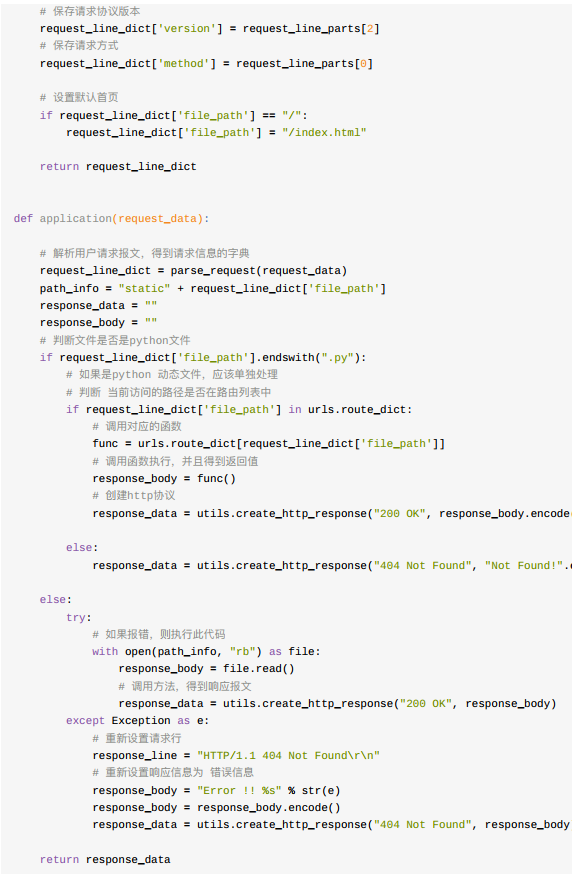 # 保存请求协议版本
request_line_dict['version'] = request_line_parts[2]
# 保存请求方式
request_line_dict['method'] = request_line_parts[0]
# 设置默认首页
if request_line_dict['file_path'] == "/":
request_line_dict['file_path'] = "/index.html"
return request_line_dict
def application(request_data):
# 解析用户请求报文，得到请求信息的字典
request_line_dict = parse_request(request_data)
path_info = "static" + request_line_dict['file_path']
response_data = ""
response_body = ""
# 判断文件是否是python文件
if request_line_dict['file_path'].endswith(".py"):
# 如果是python 动态文件，应该单独处理
# 判断 当前访问的路径是否在路由列表中
if request_line_dict['file_path'] in urls.route_dict:
# 调用对应的函数
func = urls.route_dict[request_line_dict['file_path']]
# 调用函数执行，并且得到返回值
response_body = func()
# 创建http协议
response_data = utils.create_http_response("200 OK", response_body.encode
else:
response_data = utils.create_http_response("404 Not Found", "Not Found!".
else:
try:
# 如果报错，则执行此代码
with open(path_info, "rb") as file:
response_body = file.read()
# 调用方法，得到响应报文
response_data = utils.create_http_response("200 OK", response_body)
except Exception as e:
# 重新设置请求行
response_line = "HTTP/1.1 404 Not Found\r\n"
# 重新设置响应信息为 错误信息
response_body = "Error !! %s" % str(e)
response_body = response_body.encode()
response_data = utils.create_http_response("404 Not Found", response_body
return response_data